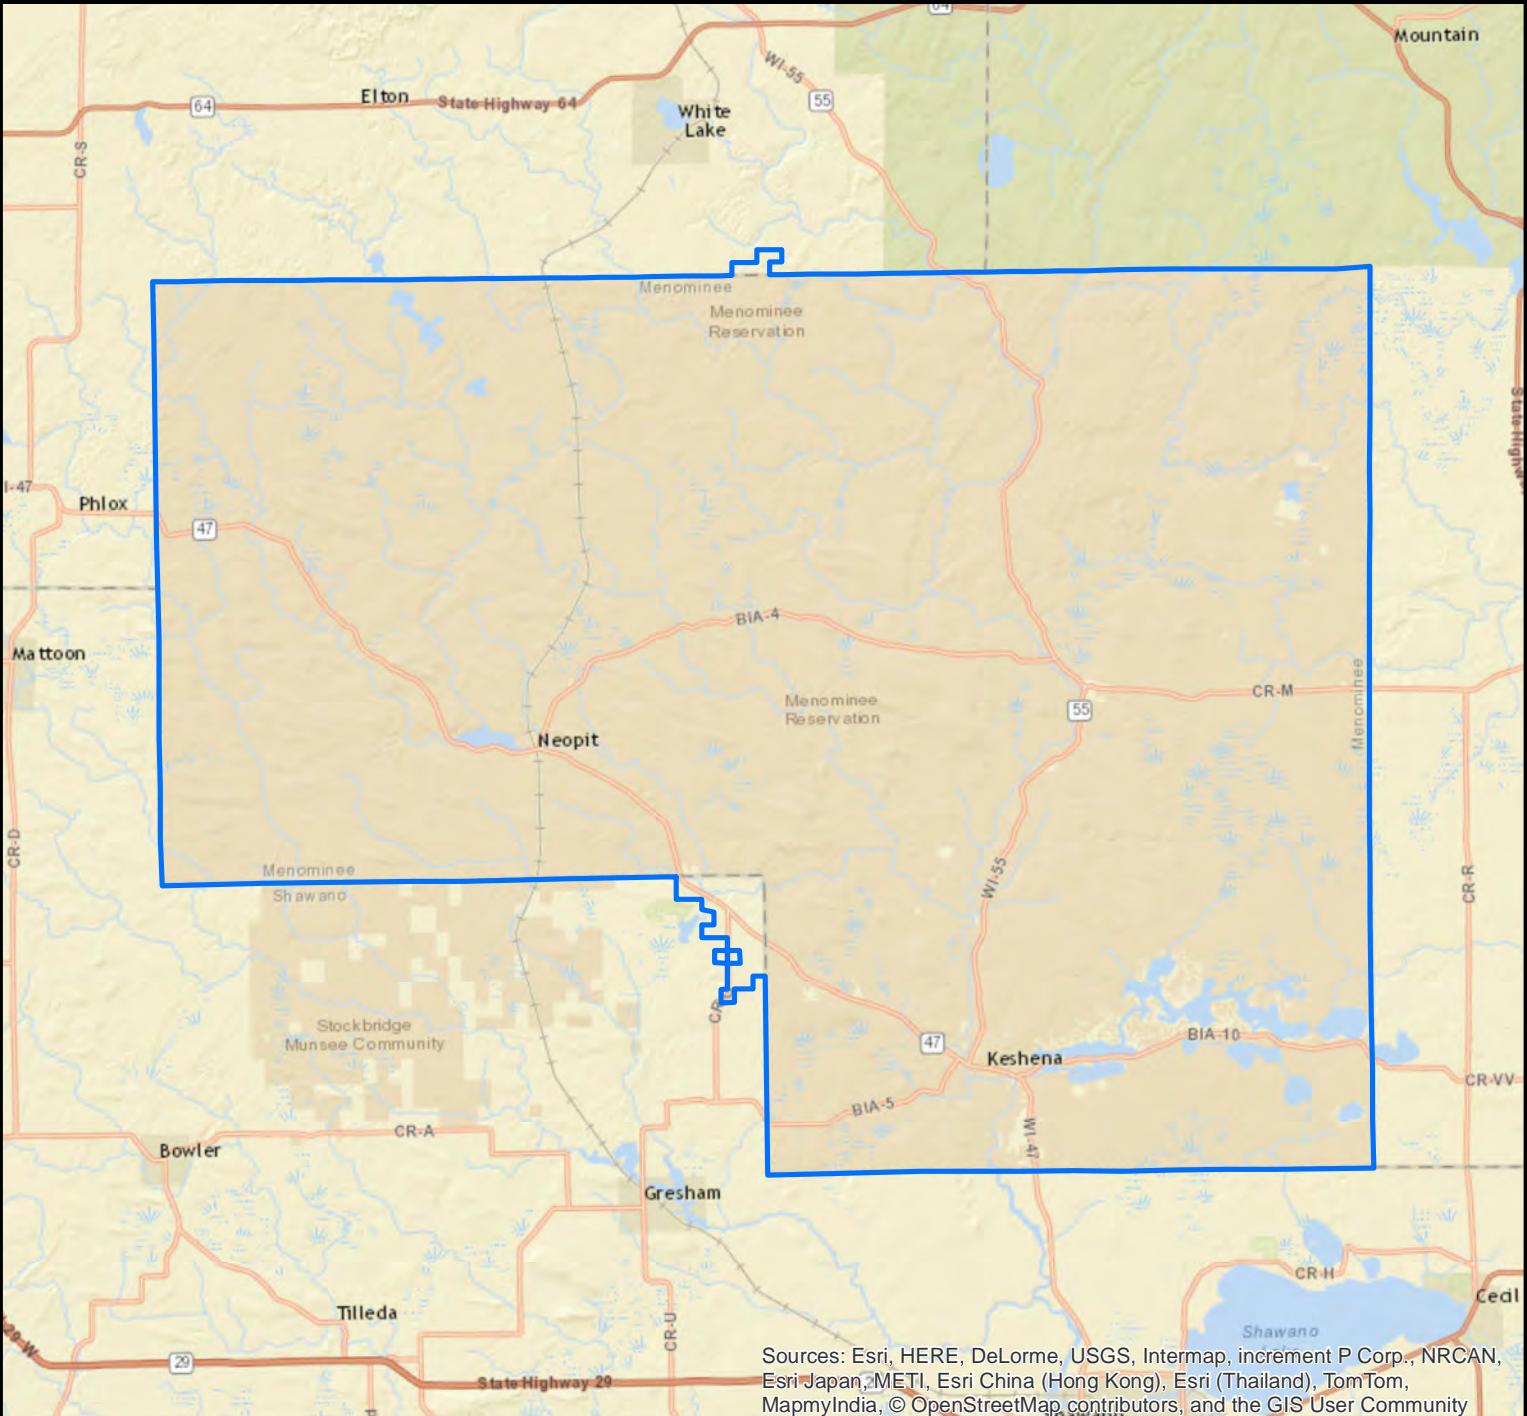 64
Mountain
WI-55
Elton
State Highway 64
64
White
Lake
55
CR-S
Menominee
Menominee
Reservation
I-47
Phlox
47
BIA-4
Mattoon
Menominee
Reservation
Menominee
CR-M
55
Neopit
CR-D
Menominee
Shawano
WI-55
CR-R
Stockbridge
Munsee Community
CR
47
Keshena
BIA-10
CR-VV
BIA-5
CR-A
WI-47
Bowler
Gresham
CR-H
Cecil
Tilleda
CR-U
Shawano
29
State Highway 29
Sources: Esri, HERE, DeLorme, USGS, Intermap, increment P Corp., NRCAN,
Esri Japan, METI, Esri China (Hong Kong), Esri (Thailand), TomTom,
MapmyIndia, © OpenStreetMap contributors, and the GIS User Community